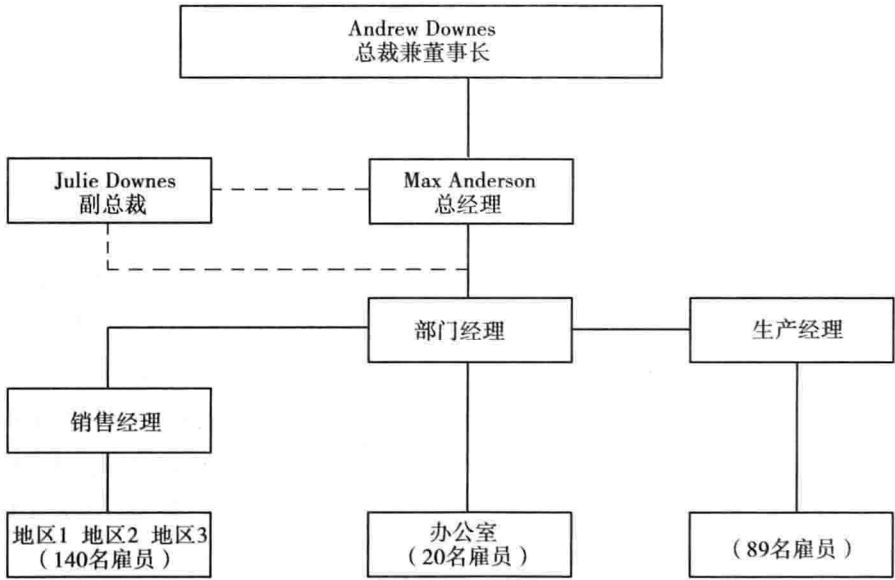 Andrew Downes
总裁兼董事长
Julie Downes
副总裁
Max Anderson
总经理
部门经理
生产经理
销售经理
地区1 地区2 地区3
（140名雇员）
办公室
（20名雇员）
（89名雇员）